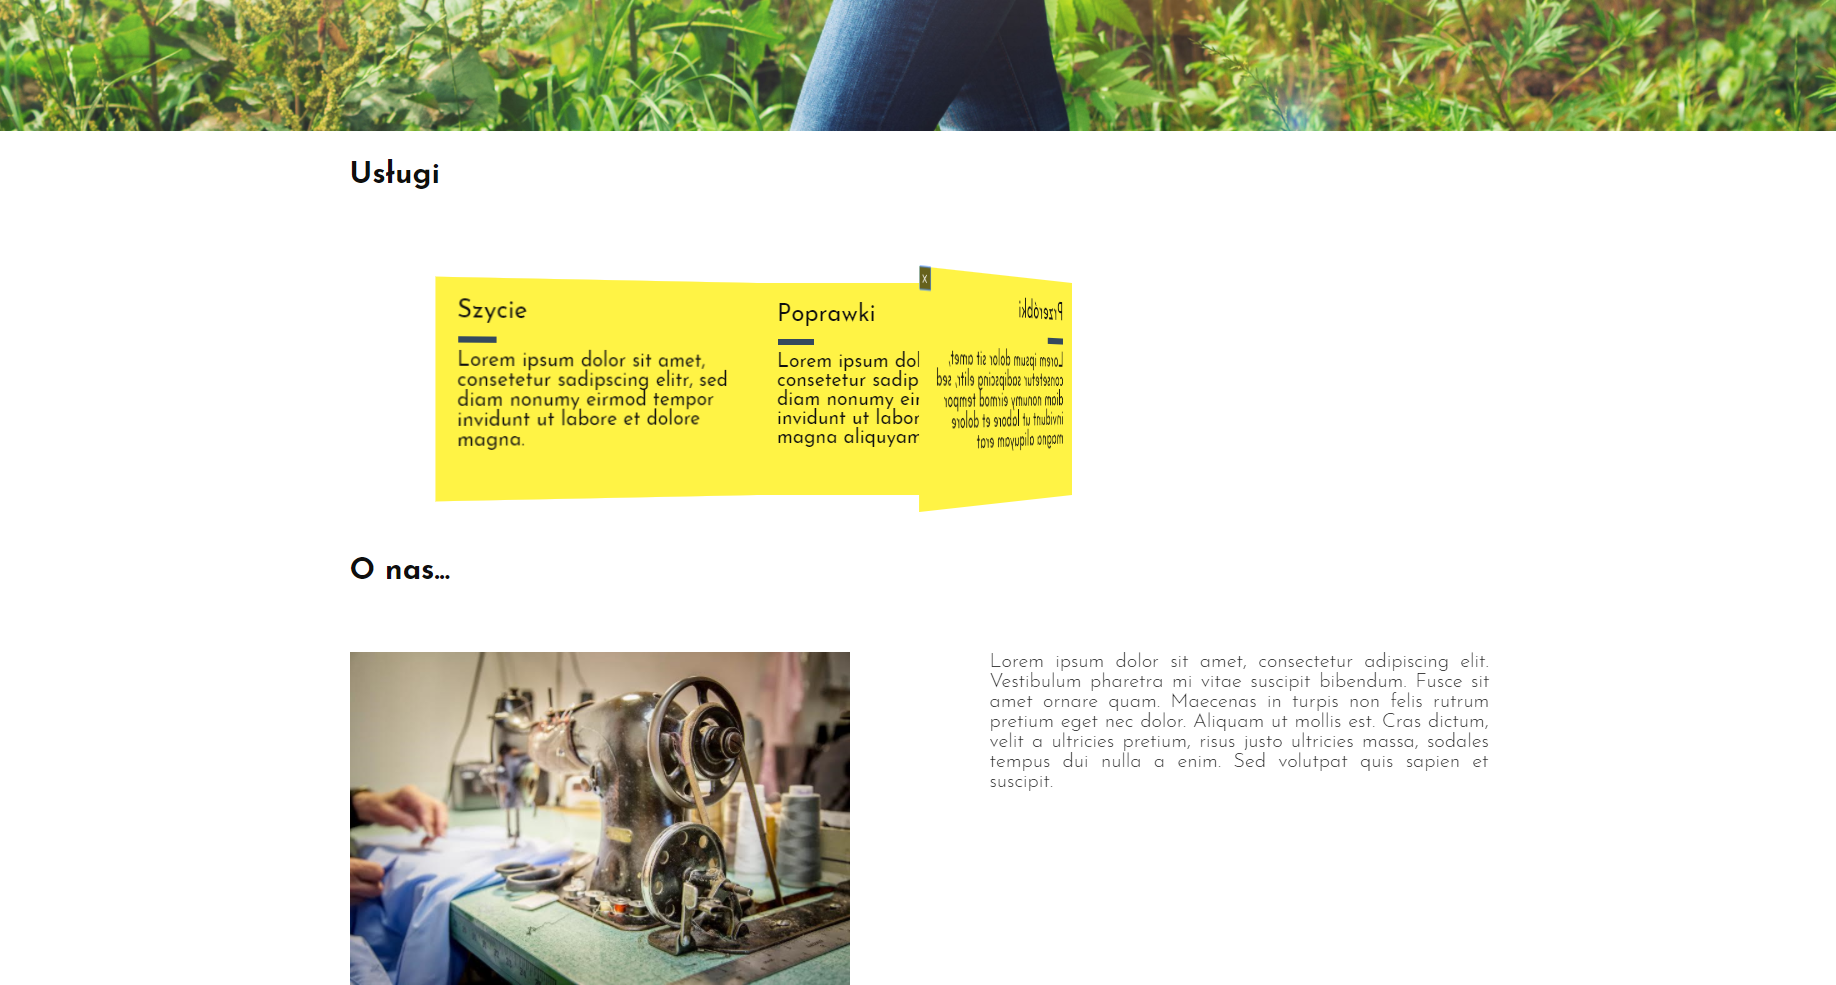 Usługi
Szycie
Lorem ipsum dolor sit amet,
consetetur sadipscing elitr, sed
diam nonumy eirmod tempor
invidunt ut labore et dolore
magna.
Poprawki
Lorem ipsum dol
consetetur sadip
diam nonumy eir
invidunt ut labor
magna aliquyam
X
Przeróbki
Lorem ipsum dolor sit amet,
consetetur sadipscing elitr, sed
diam nonumy eirmod tempor
invidunt ut labore et dolore
magna aliquyam erat
O nas...
Lorem ipsum dolor sit amet, consectetur adipiscing elit.
Vestibulum pharetra mi vitae suscipit bibendum. Fusce sit
amet ornare quam. Maecenas in turpis non felis rutrum
pretium eget nec dolor. Aliquam ut mollis est. Cras dictum,
velit a ultricies pretium, risus justo ultricies massa, sodales
tempus dui nulla a enim. Sed volutpat quis sapien et
suscipit.